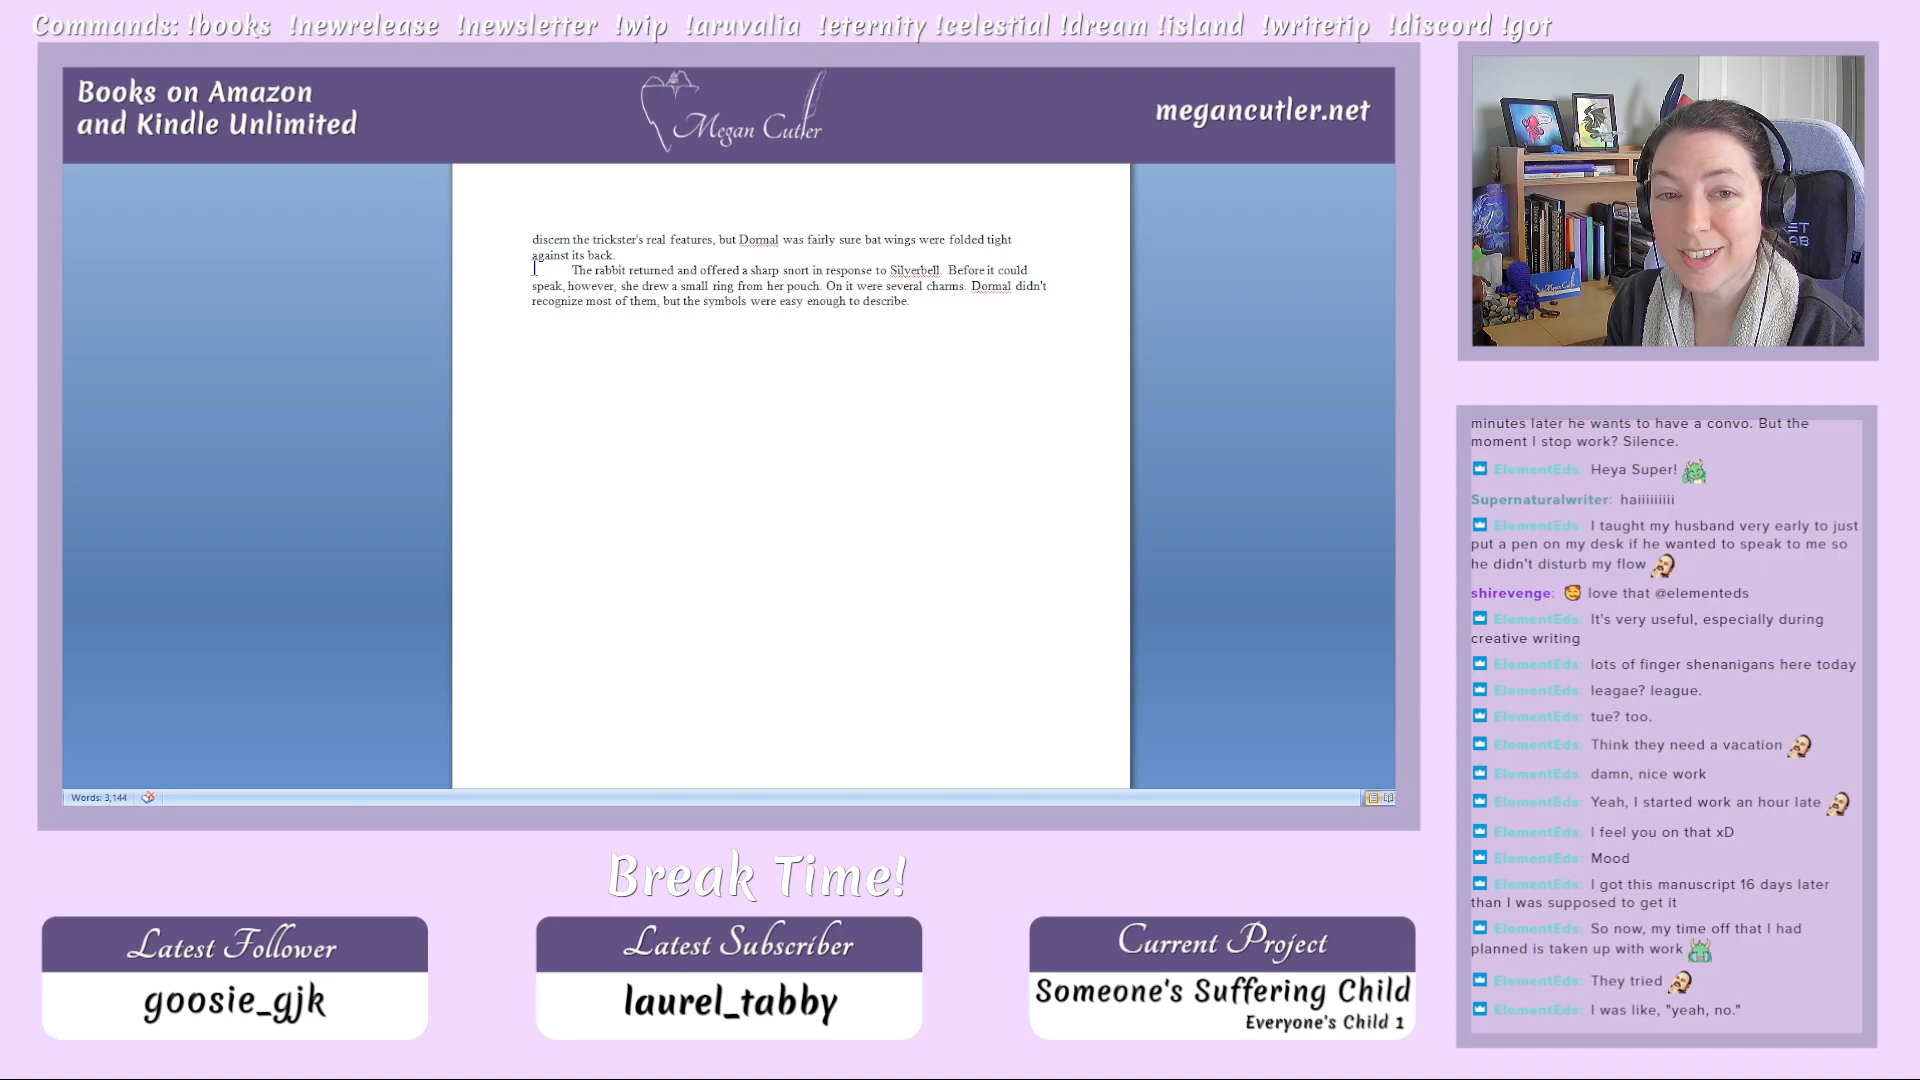 Commands: !books !newrelease !newsletter !wip !aruvalia !eternity !celestial !dream !island !writetip !discord !got
Books on Amazon
and Kindle Unlimited
Megan Cutler
megancutler.net
discern the trickster's real features, but Dormal was fairly sure bat wings were folded tight
against its back.
The rabbit returned and offered a sharp snort in response to Silverbell. Before it could
speak, however, she drew a small ring from her pouch. On it were several charms. Dormal didn't
recognize most of them, but the symbols were easy enough to describe.
Words: 3,144
minutes later he wants to have a convo. But the
moment I stop work? Silence.
ElementEds: Heya Super!
Supernaturalwriter: haiiiiiiiii
ElementEds: I taught my husband very early to just
put a pen on my desk if he wanted to speak to me so
he didn't disturb my flow
shirevenge: love that @elementeds
ElementEds: It's very useful, especially during
creative writing
ElementEds: lots of finger shenanigans here today
ElementEds: leagae? league.
ElementEds: tue? too.
ElementEds: Think they need a vacation
ElementEds: damn, nice work
ElementEds: Yeah, I started work an hour late
ElementEds: I feel you on that xD
ElementEds: Mood
ElementEds: I got this manuscript 16 days later
than I was supposed to get it
ElementEds: So now, my time off that I had
planned is taken up with work
ElementEds: They tried
ElementEds: I was like, "yeah, no."
Break Time!
Latest Follower
goosie_gjk
Latest Subscriber
laurel_tabby
Current Project
Someone's Suffering Child
Everyone's Child 1